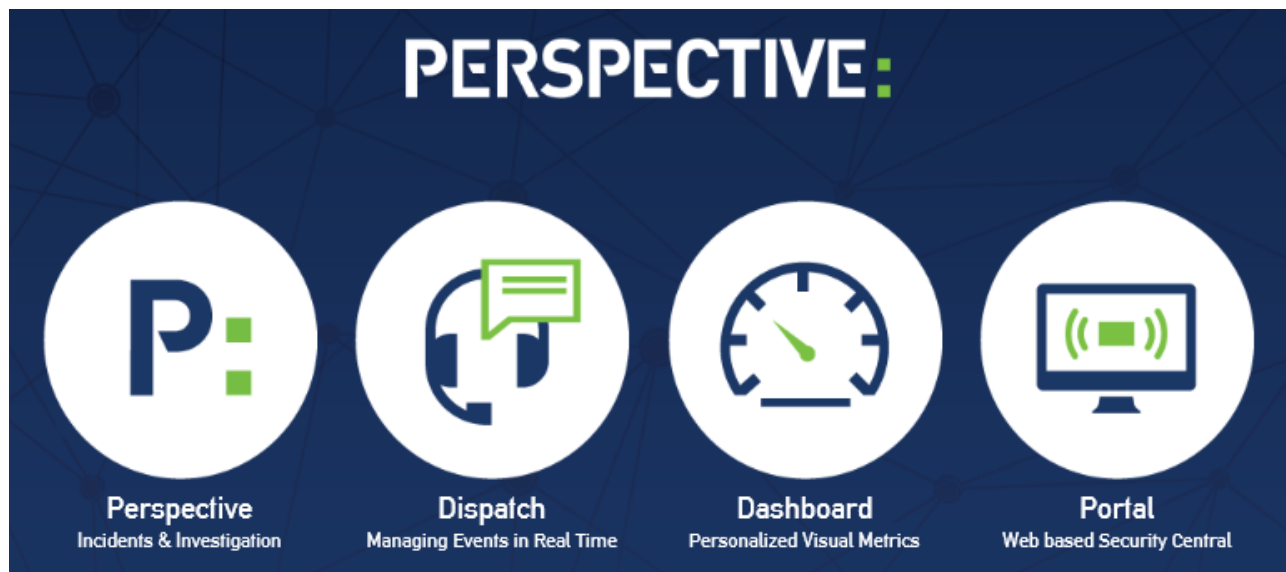 PERSPECTIVE:
P:
Perspective
Incidents & Investigation
Dispatch
Managing Events in Real Time
Dashboard
Personalized Visual Metrics
Portal
Web based Security Central